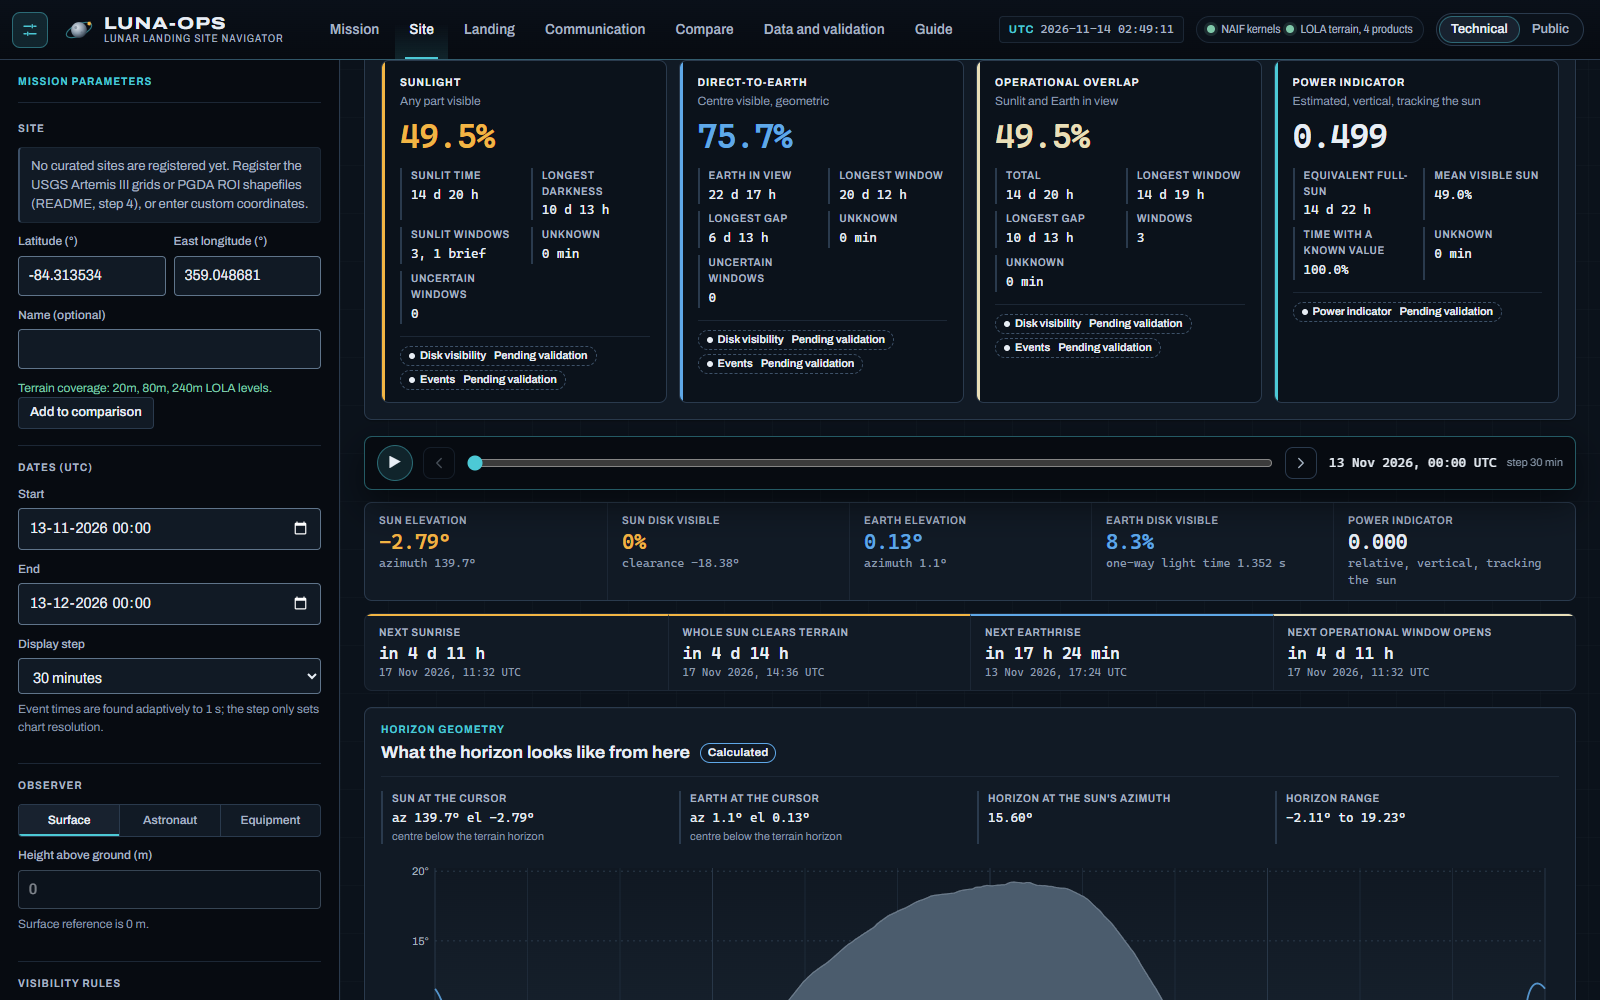 LUNA-OPS
LUNAR LANDING SITE NAVIGATOR
Mission
Site
Landing
Communication
Compare
Data and validation
Guide
UTC 2026-11-14 02:49:11
NAIF kernels
LOLA terrain, 4 products
Technical
Public
MISSION PARAMETERS
SITE
No curated sites are registered yet. Register the
USGS Artemis III grids or PGDA ROI shapefiles
(README, step 4), or enter custom coordinates.
Latitude (°)
East longitude (°)
-84.313534
359.048681
Name (optional)
Terrain coverage: 20m, 80m, 240m LOLA levels.
Add to comparison
DATES (UTC)
Start
13-11-2026 00:00
End
13-12-2026 00:00
Display step
30 minutes
Event times are found adaptively to 1 s; the step only sets
chart resolution.
OBSERVER
Surface
Astronaut
Equipment
Height above ground (m)
0
Surface reference is 0 m.
VISIBILITY RULES
SUNLIGHT
Any part visible
49.5%
SUNLIT TIME
14 d 20 h
LONGEST
DARKNESS
10 d 13 h
SUNLIT WINDOWS
3, 1 brief
UNKNOWN
0 min
UNCERTAIN
WINDOWS
0
Disk visibility Pending validation
Events Pending validation
DIRECT-TO-EARTH
Centre visible, geometric
75.7%
EARTH IN VIEW
22 d 17 h
LONGEST WINDOW
20 d 12 h
LONGEST GAP
6 d 13 h
UNKNOWN
0 min
UNCERTAIN
WINDOWS
0
Disk visibility Pending validation
Events Pending validation
OPERATIONAL OVERLAP
Sunlit and Earth in view
49.5%
TOTAL
14 d 20 h
LONGEST WINDOW
14 d 19 h
LONGEST GAP
10 d 13 h
WINDOWS
3
UNKNOWN
0 min
Disk visibility Pending validation
Events Pending validation
POWER INDICATOR
Estimated, vertical, tracking the sun
0.499
EQUIVALENT FULL-
SUN
14 d 22 h
MEAN VISIBLE SUN
49.0%
TIME WITH A
KNOWN VALUE
100.0%
UNKNOWN
0 min
Power indicator Pending validation
13 Nov 2026, 00:00 UTC
step 30 min
SUN ELEVATION
−2.79°
azimuth 139.7°
SUN DISK VISIBLE
0%
clearance −18.38°
EARTH ELEVATION
0.13°
azimuth 1.1°
EARTH DISK VISIBLE
8.3%
one-way light time 1.352 s
POWER INDICATOR
0.000
relative, vertical, tracking
the sun
NEXT SUNRISE
in 4 d 11 h
17 Nov 2026, 11:32 UTC
WHOLE SUN CLEARS TERRAIN
in 4 d 14 h
17 Nov 2026, 14:36 UTC
NEXT EARTHRISE
in 17 h 24 min
13 Nov 2026, 17:24 UTC
NEXT OPERATIONAL WINDOW OPENS
in 4 d 11 h
17 Nov 2026, 11:32 UTC
HORIZON GEOMETRY
What the horizon looks like from here
Calculated
SUN AT THE CURSOR
az 139.7° el −2.79°
centre below the terrain horizon
EARTH AT THE CURSOR
az 1.1° el 0.13°
centre below the terrain horizon
HORIZON AT THE SUN'S AZIMUTH
15.60°
HORIZON RANGE
−2.11° to 19.23°
20°
15°